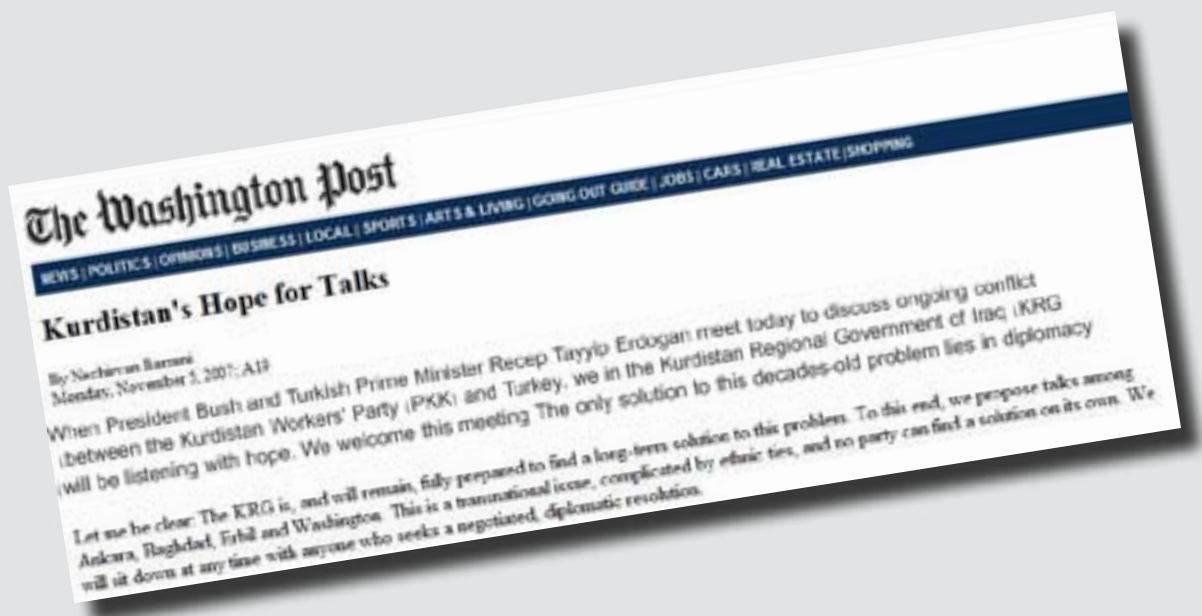 The Washington Post
NEWS | POLITICS | OPINIONS | BUSINESS | LOCAL | SPORTS | ARTS & LIVING | GOING OUT GUIDE | JOBS | CARS | REAL ESTATE | SHOPPING
Kurdistan's Hope for Talks
By Nechirvan Barzani
Monday, November 5, 2007; A19
When President Bush and Turkish Prime Minister Recep Tayyip Erdogan meet today to discuss ongoing conflict
between the Kurdistan Workers' Party (PKK) and Turkey, we in the Kurdistan Regional Government of Iraq (KRG
will be listening with hope. We welcome this meeting The only solution to this decades-old problem lies in diplomacy
Let me be clear: The KRG is, and will remain, fully prepared to find a long-term solution to this problem. To this end, we propose talks among
Ankara, Baghdad, Erbil and Washington. This is a transnational issue, complicated by ethnic ties, and no party can find a solution on its own. We
will sit down at any time with anyone who seeks a negotiated, diplomatic resolution.